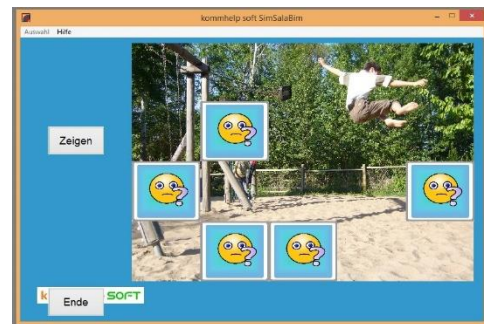 kommhelp soft SimSalaBim
Auswahl Hilfe
Zeigen
k SOFT
Ende